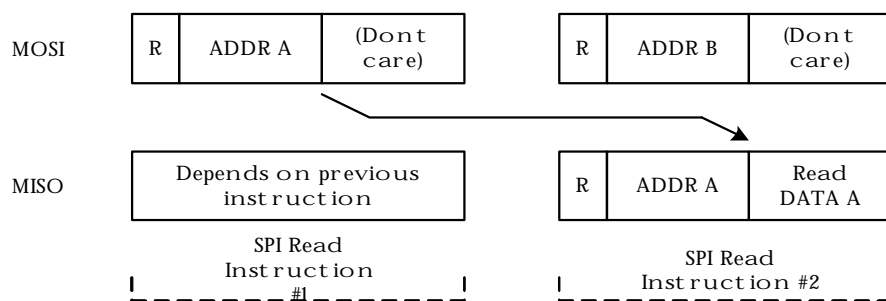 MOSI
R
ADDR A
(Dont
care)
R
ADDR B
(Dont
care)
MISO
Depends on previous
instruction
R
ADDR A
Read
DATA A
SPI Read
Instruction
#1
SPI Read
Instruction #2